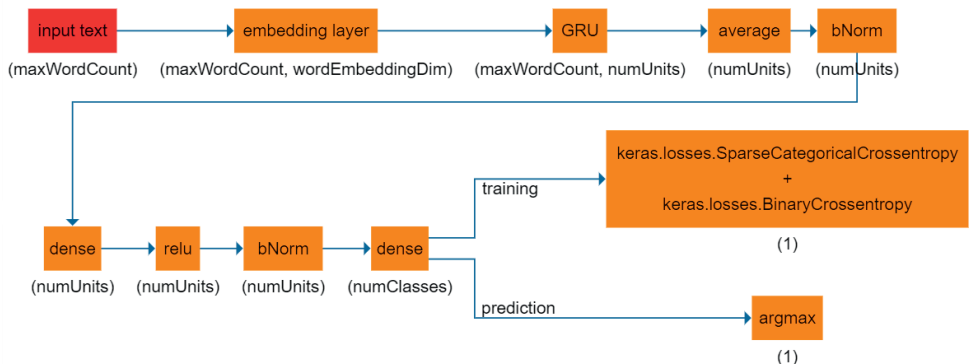 input text
embedding layer
GRU
average
bNorm
(maxWordCount)
(maxWordCount, wordEmbeddingDim)
(maxWordCount, numUnits)
(numUnits)
(numUnits)
keras.losses.SparseCategoricalCrossentropy
+
keras.losses.BinaryCrossentropy
(1)
training
dense
relu
bNorm
dense
(numUnits)
(numUnits)
(numUnits)
(numClasses)
prediction
argmax
(1)